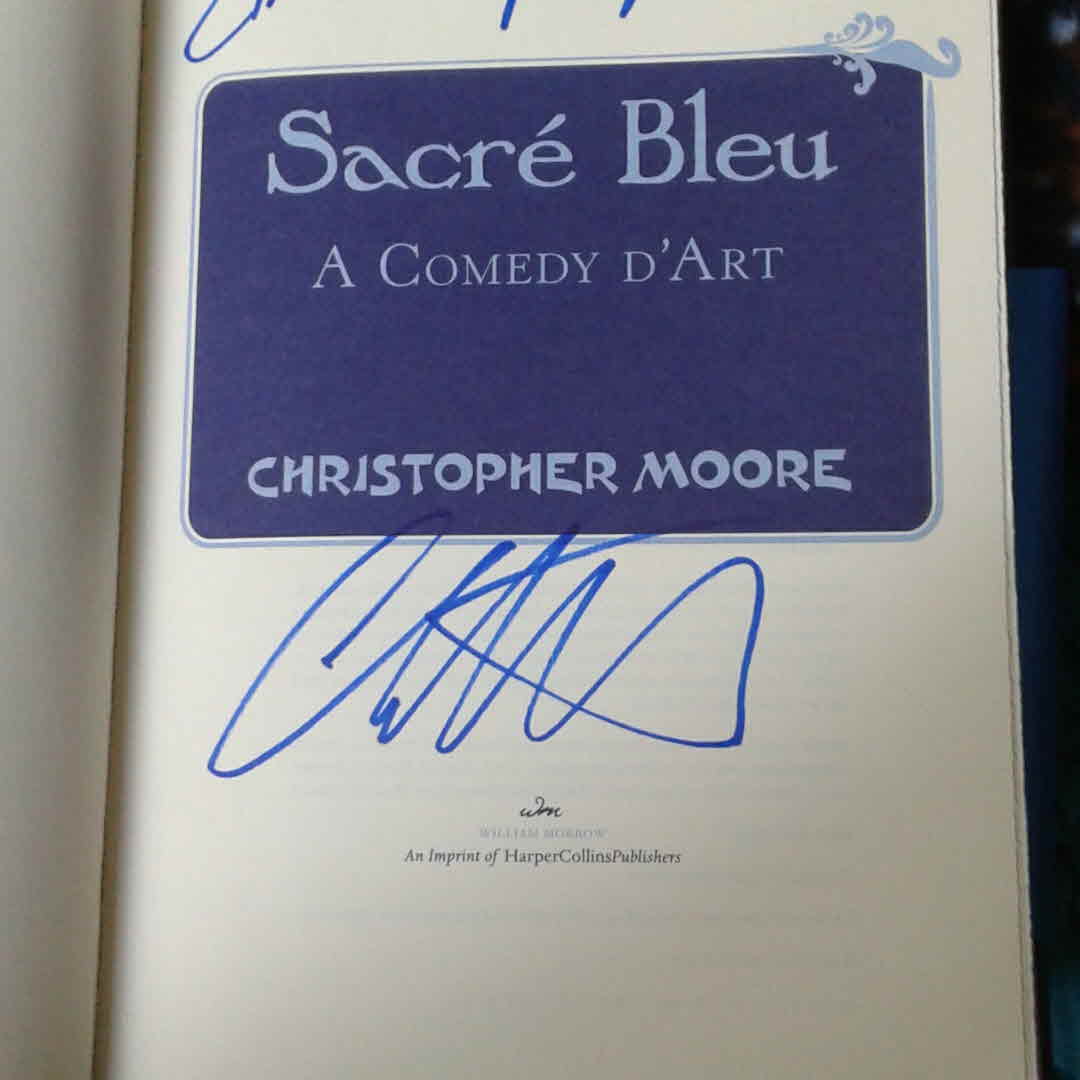 Sacré Bleu
A COMEDY D'ART
CHRISTOPHER MOORE
wm
WILLIAM MORROW
An Imprint of HarperCollinsPublishers